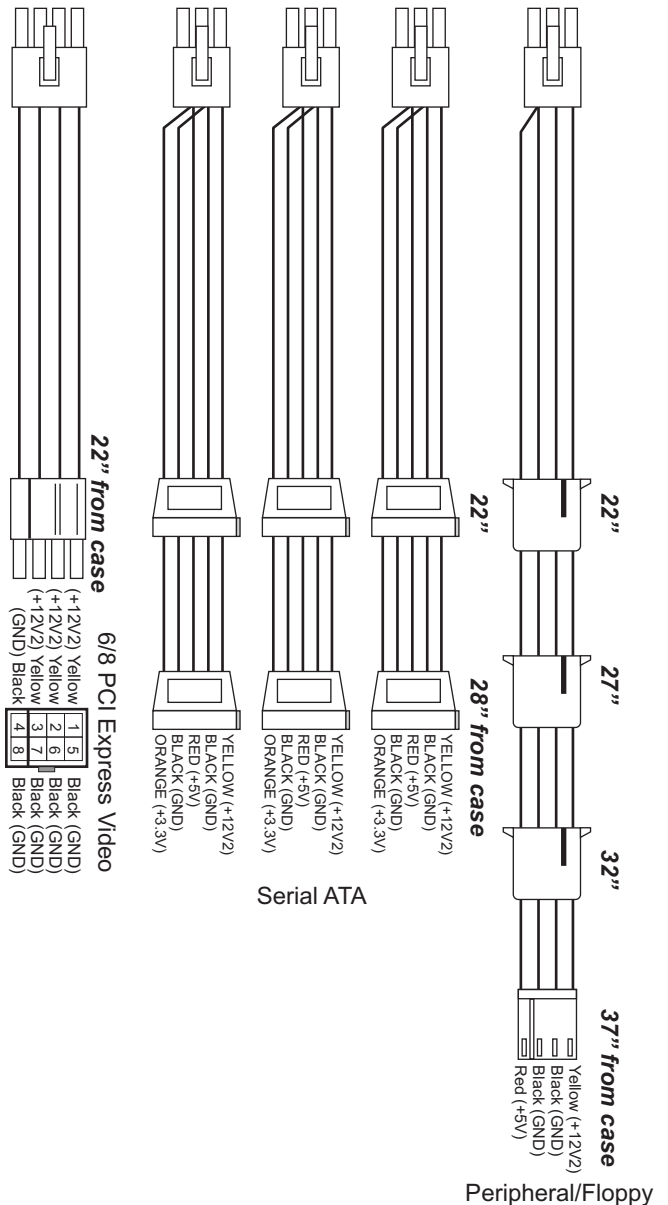 22” from case
6/8 PCI Express Video
(+12V2) Yellow 1 5 Black (GND)
(+12V2) Yellow 2 6 Black (GND)
(+12V2) Yellow 3 7 Black (GND)
(GND) Black 4 8 Black (GND)
YELLOW (+12V2)
BLACK (GND)
RED (+5V)
BLACK (GND)
ORANGE (+3.3V)
YELLOW (+12V2)
BLACK (GND)
RED (+5V)
BLACK (GND)
ORANGE (+3.3V)
22”
28” from case
YELLOW (+12V2)
BLACK (GND)
RED (+5V)
BLACK (GND)
ORANGE (+3.3V)
Serial ATA
22”
27”
32”
37” from case
Yellow (+12V2)
Black (GND)
Black (GND)
Red (+5V)
Peripheral/Floppy